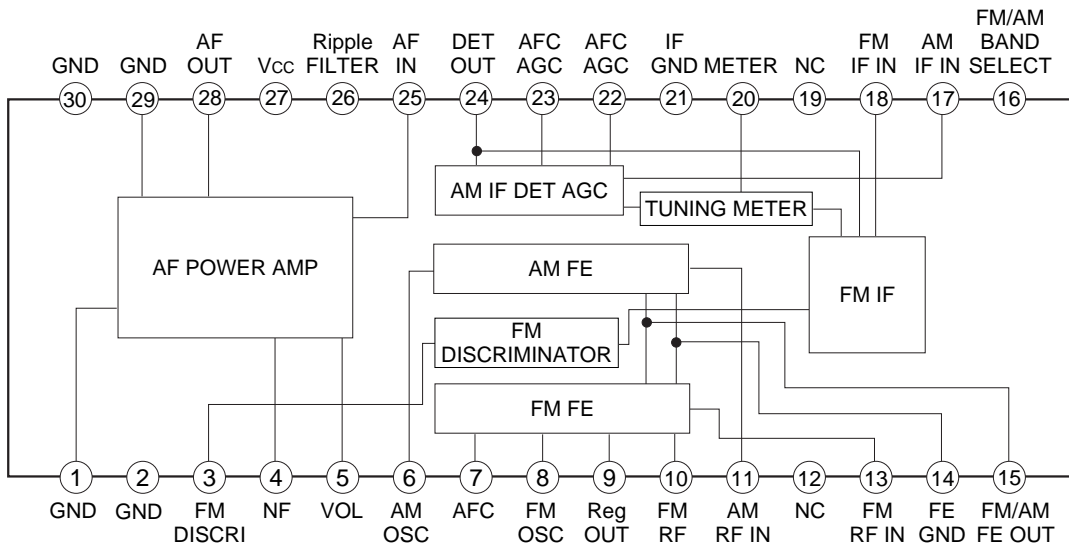 FM/AM
AF Ripple AF DET AFC AFC IF FM AM BAND
GND GND OUT Vcc FILTER IN OUT AGC AGC GND METER NC IF IN IF IN SELECT
30 29 28 27 26 25 24 23 22 21 20 19 18 17 16
AM IF DET AGC
TUNING METER
AF POWER AMP
AM FE
FM IF
FM
DISCRIMINATOR
FM FE
1 2 3 4 5 6 7 8 9 10 11 12 13 14 15
GND GND FM NF VOL AM AFC FM Reg FM AM NC FM FE FM/AM
DISCRI OSC OSC OUT RF RF IN RF IN GND FE OUT